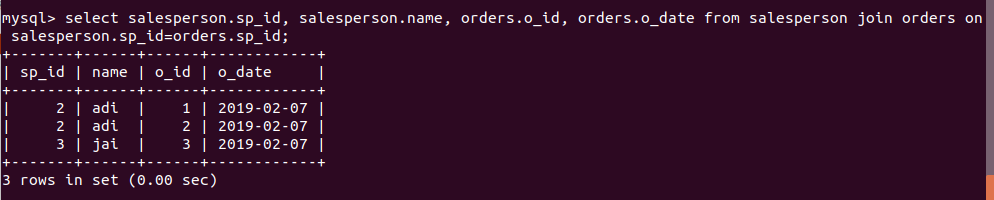 mysql> select salesperson.sp_id, salesperson.name, orders.o_id, orders.o_date from salesperson join orders on
 salesperson.sp_id=orders.sp_id;
+-------+------+------+------------+
| sp_id | name | o_id | o_date     |
+-------+------+------+------------+
|     2 | adi  |    1 | 2019-02-07 |
|     2 | adi  |    2 | 2019-02-07 |
|     3 | jai  |    3 | 2019-02-07 |
+-------+------+------+------------+
3 rows in set (0.00 sec)